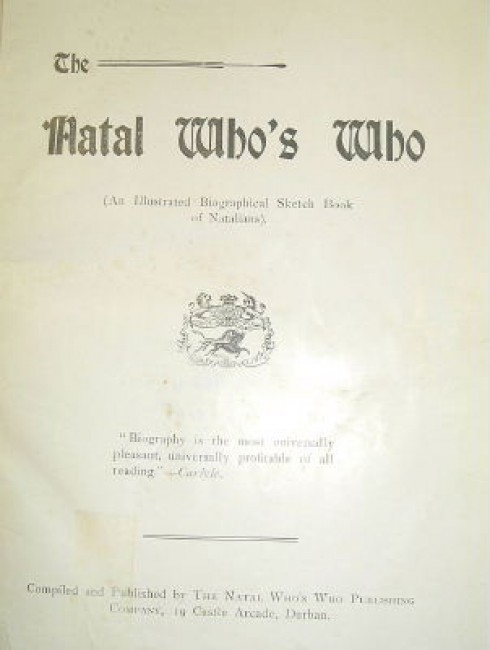 The
Natal Who's Who
(An Illustrated Biographical Sketch Book
of Natalians).
"Biography is the most universally
pleasant, universally profitable of all
reading."—Carlyle.
Compiled and Published by THE NATAL WHO'S WHO PUBLISHING
COMPANY, 19 Castle Arcade, Durban.